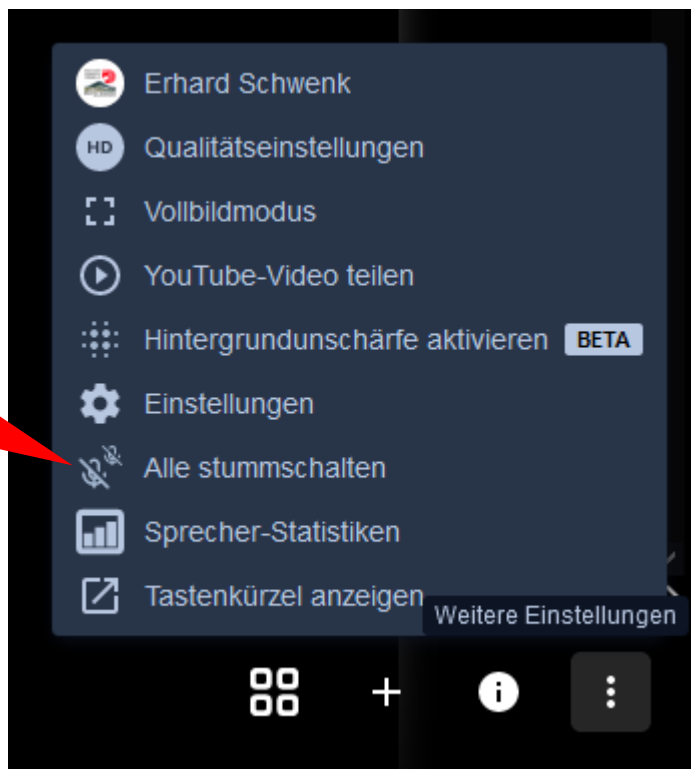 Erhard Schwenk
HD
Qualitätseinstellungen
Vollbildmodus
YouTube-Video teilen
Hintergrundunschärfe aktivieren BETA
Einstellungen
Alle stummschalten
Sprecher-Statistiken
Tastenkürzel anzeigen
Weitere Einstellungen